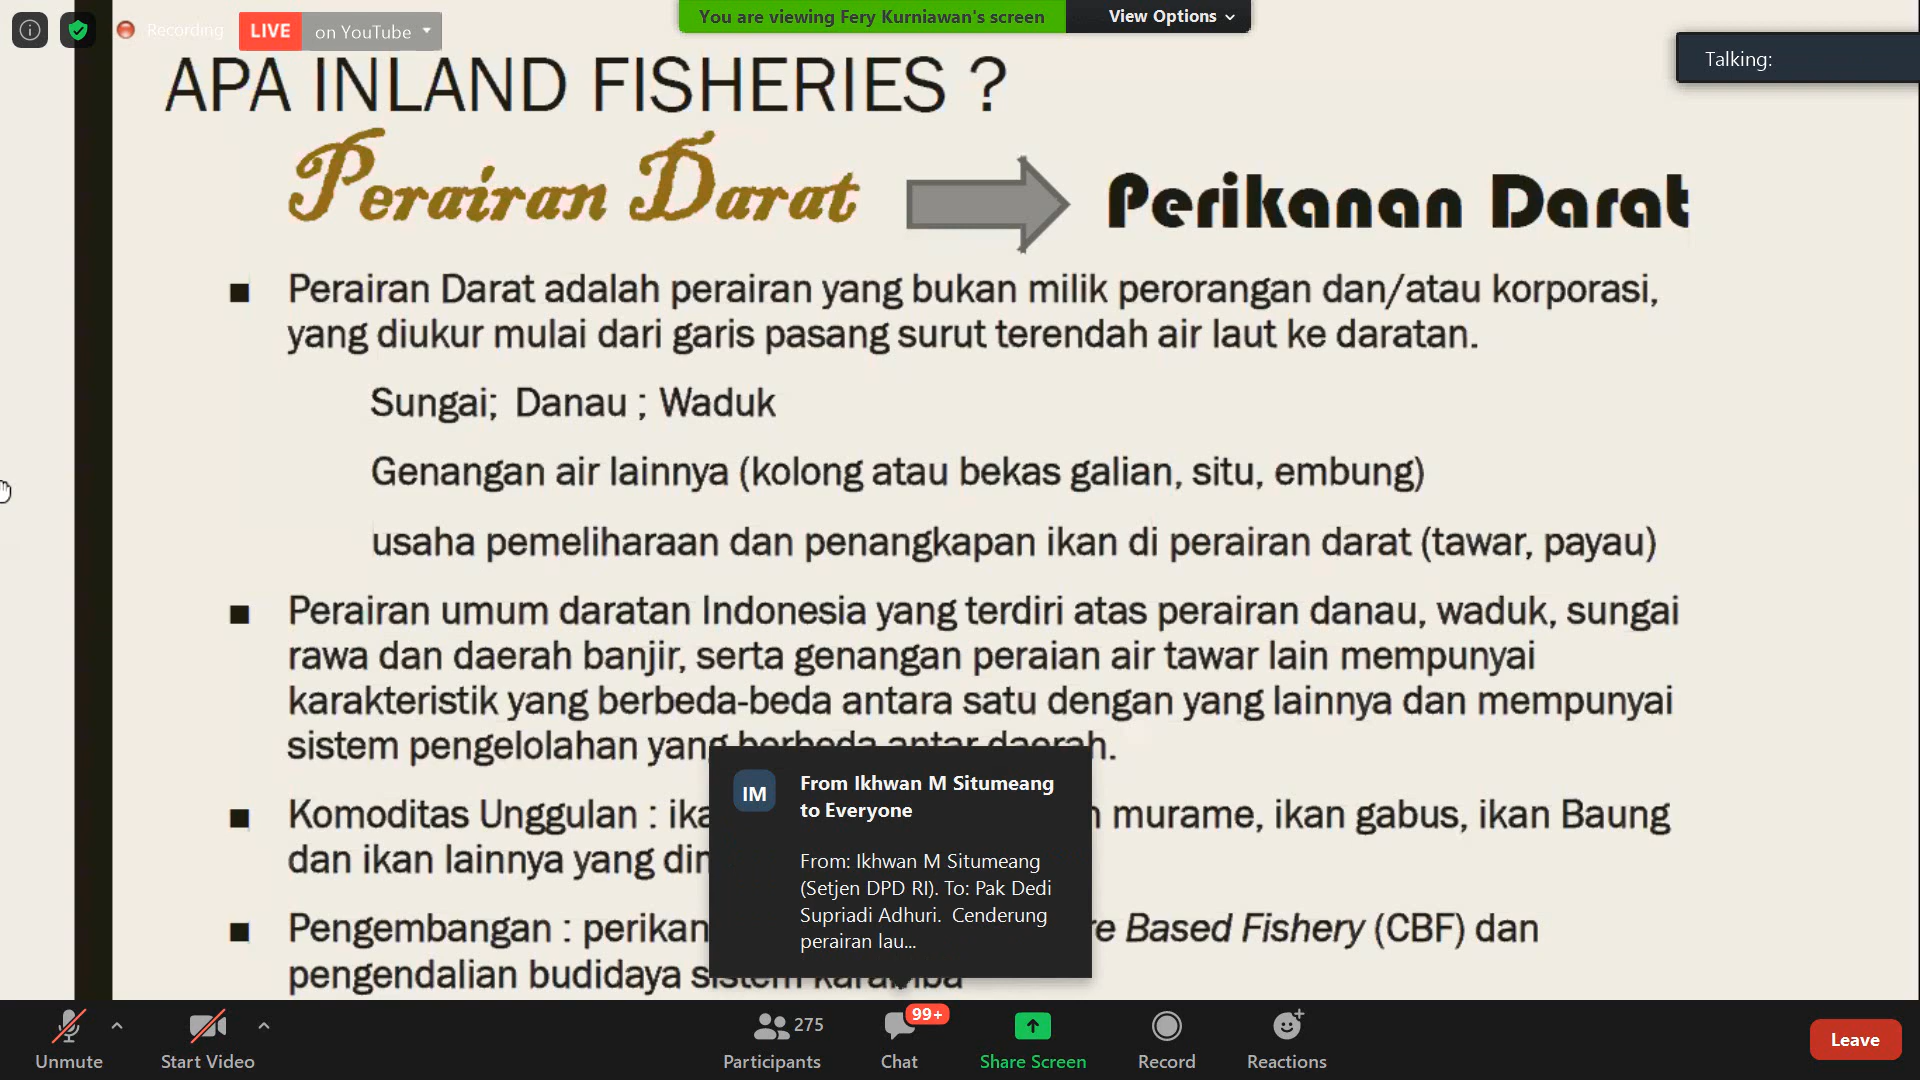 You are viewing Fery Kurniawan's screen
View Options
Recording
LIVE on YouTube
Talking:
APA INLAND FISHERIES ?
Perairan Darat
Perikanan Darat
Perairan Darat adalah perairan yang bukan milik perorangan dan/atau korporasi,
yang diukur mulai dari garis pasang surut terendah air laut ke daratan.
Sungai; Danau ; Waduk
Genangan air lainnya (kolong atau bekas galian, situ, embung)
usaha pemeliharaan dan penangkapan ikan di perairan darat (tawar, payau)
Perairan umum daratan Indonesia yang terdiri atas perairan danau, waduk, sungai
rawa dan daerah banjir, serta genangan peraian air tawar lain mempunyai
karakteristik yang berbeda-beda antara satu dengan yang lainnya dan mempunyai
sistem pengelolahan yang berbeda antar daerah.
Komoditas Unggulan : murame, ikan gabus, ikan Baung
dan ikan lainnya yang
Pengembangan : Based Fishery (CBF) dan
pengendalian budidaya sistem karamba
IM
From Ikhwan M Situmeang
to Everyone
From: Ikhwan M Situmeang
(Setjen DPD RI). To: Pak Dedi
Supriadi Adhuri. Cenderung
perairan lau...
Unmute
Start Video
275
Participants
99+
Chat
Share Screen
Record
Reactions
Leave